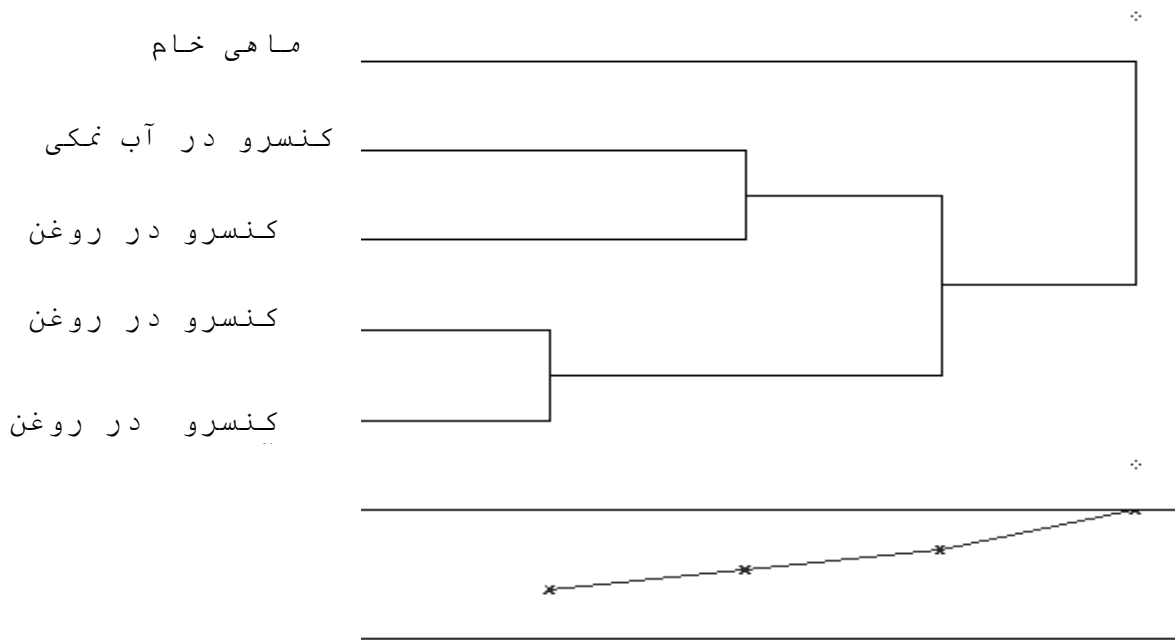 ماهی خام
کنسرو در آب نمکی
کنسرو در روغن
کنسرو در روغن
کنسرو در روغن